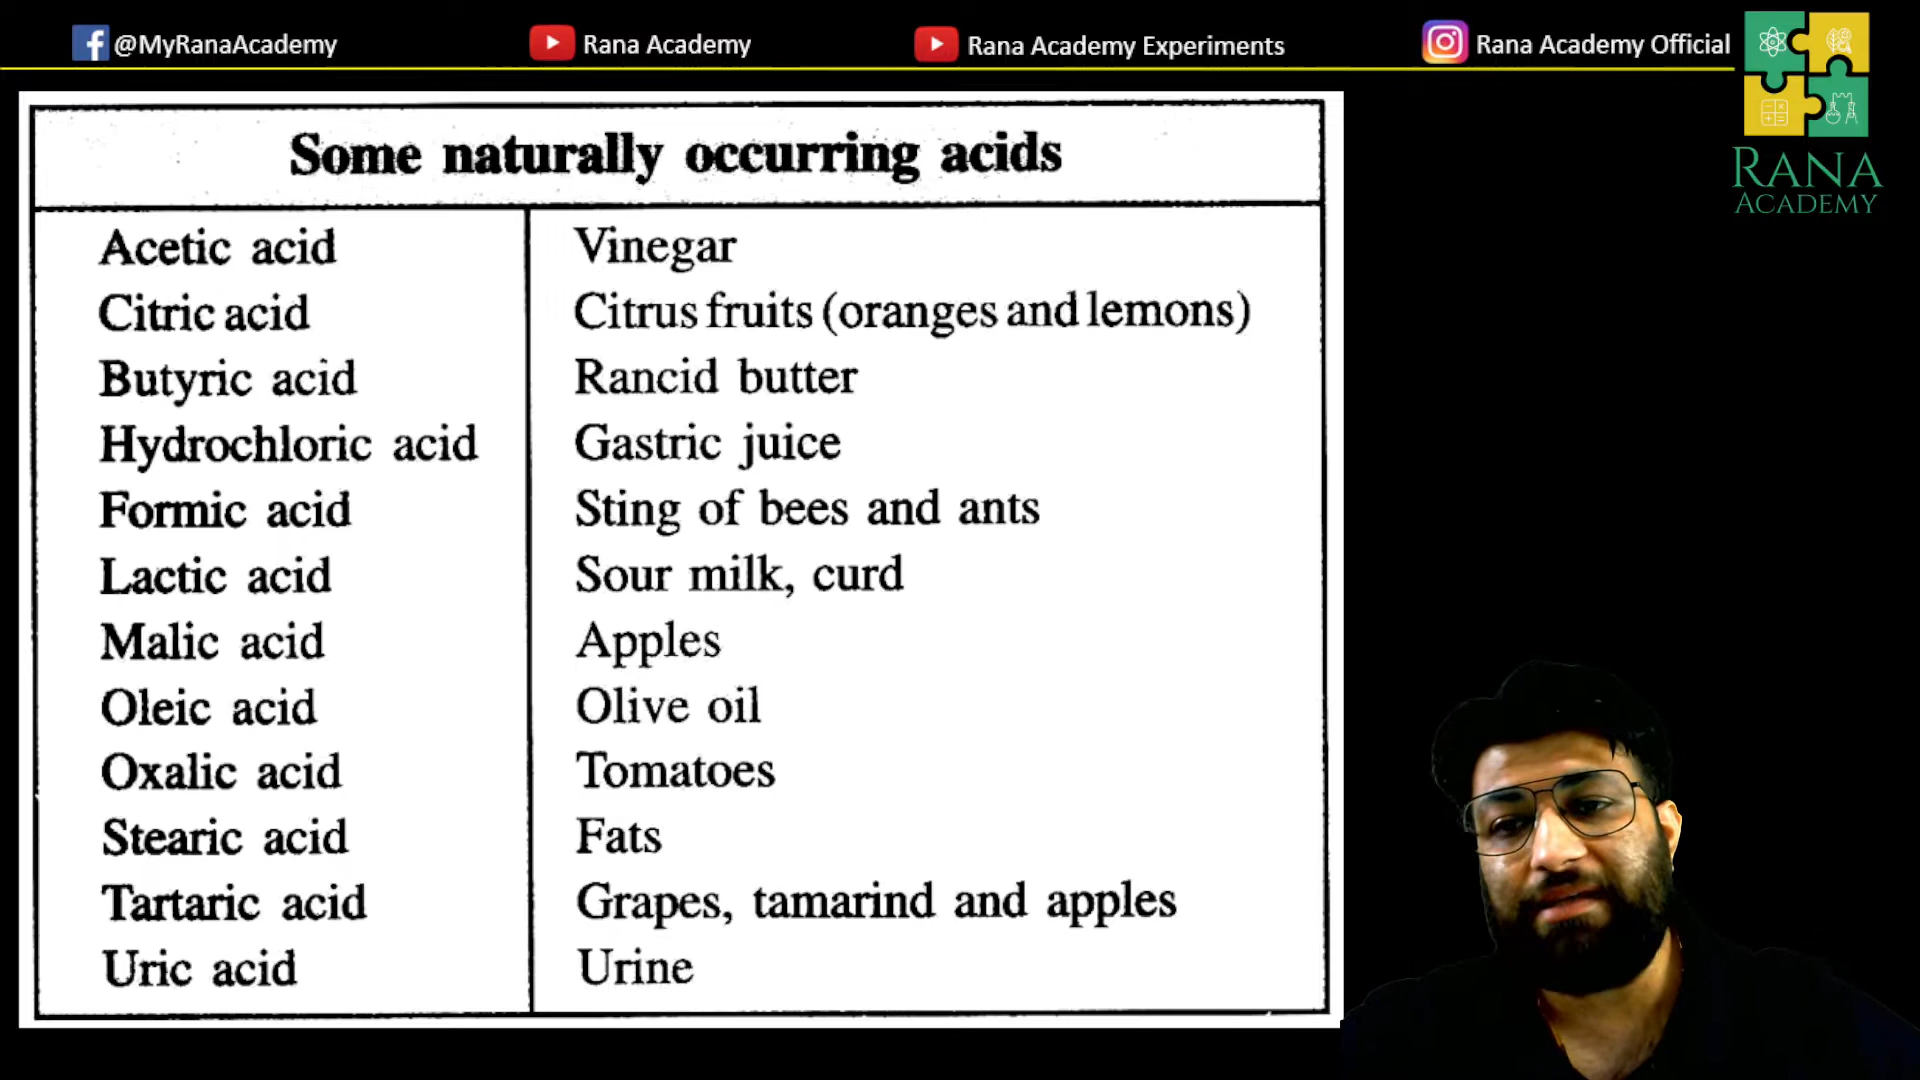 @MyRanaAcademy
Rana Academy
Rana Academy Experiments
Rana Academy Official
RANA
ACADEMY
Some naturally occurring acids
Acetic acid Vinegar
Citric acid Citrus fruits (oranges and lemons)
Butyric acid Rancid butter
Hydrochloric acid Gastric juice
Formic acid Sting of bees and ants
Lactic acid Sour milk, curd
Malic acid Apples
Oleic acid Olive oil
Oxalic acid Tomatoes
Stearic acid Fats
Tartaric acid Grapes, tamarind and apples
Uric acid Urine